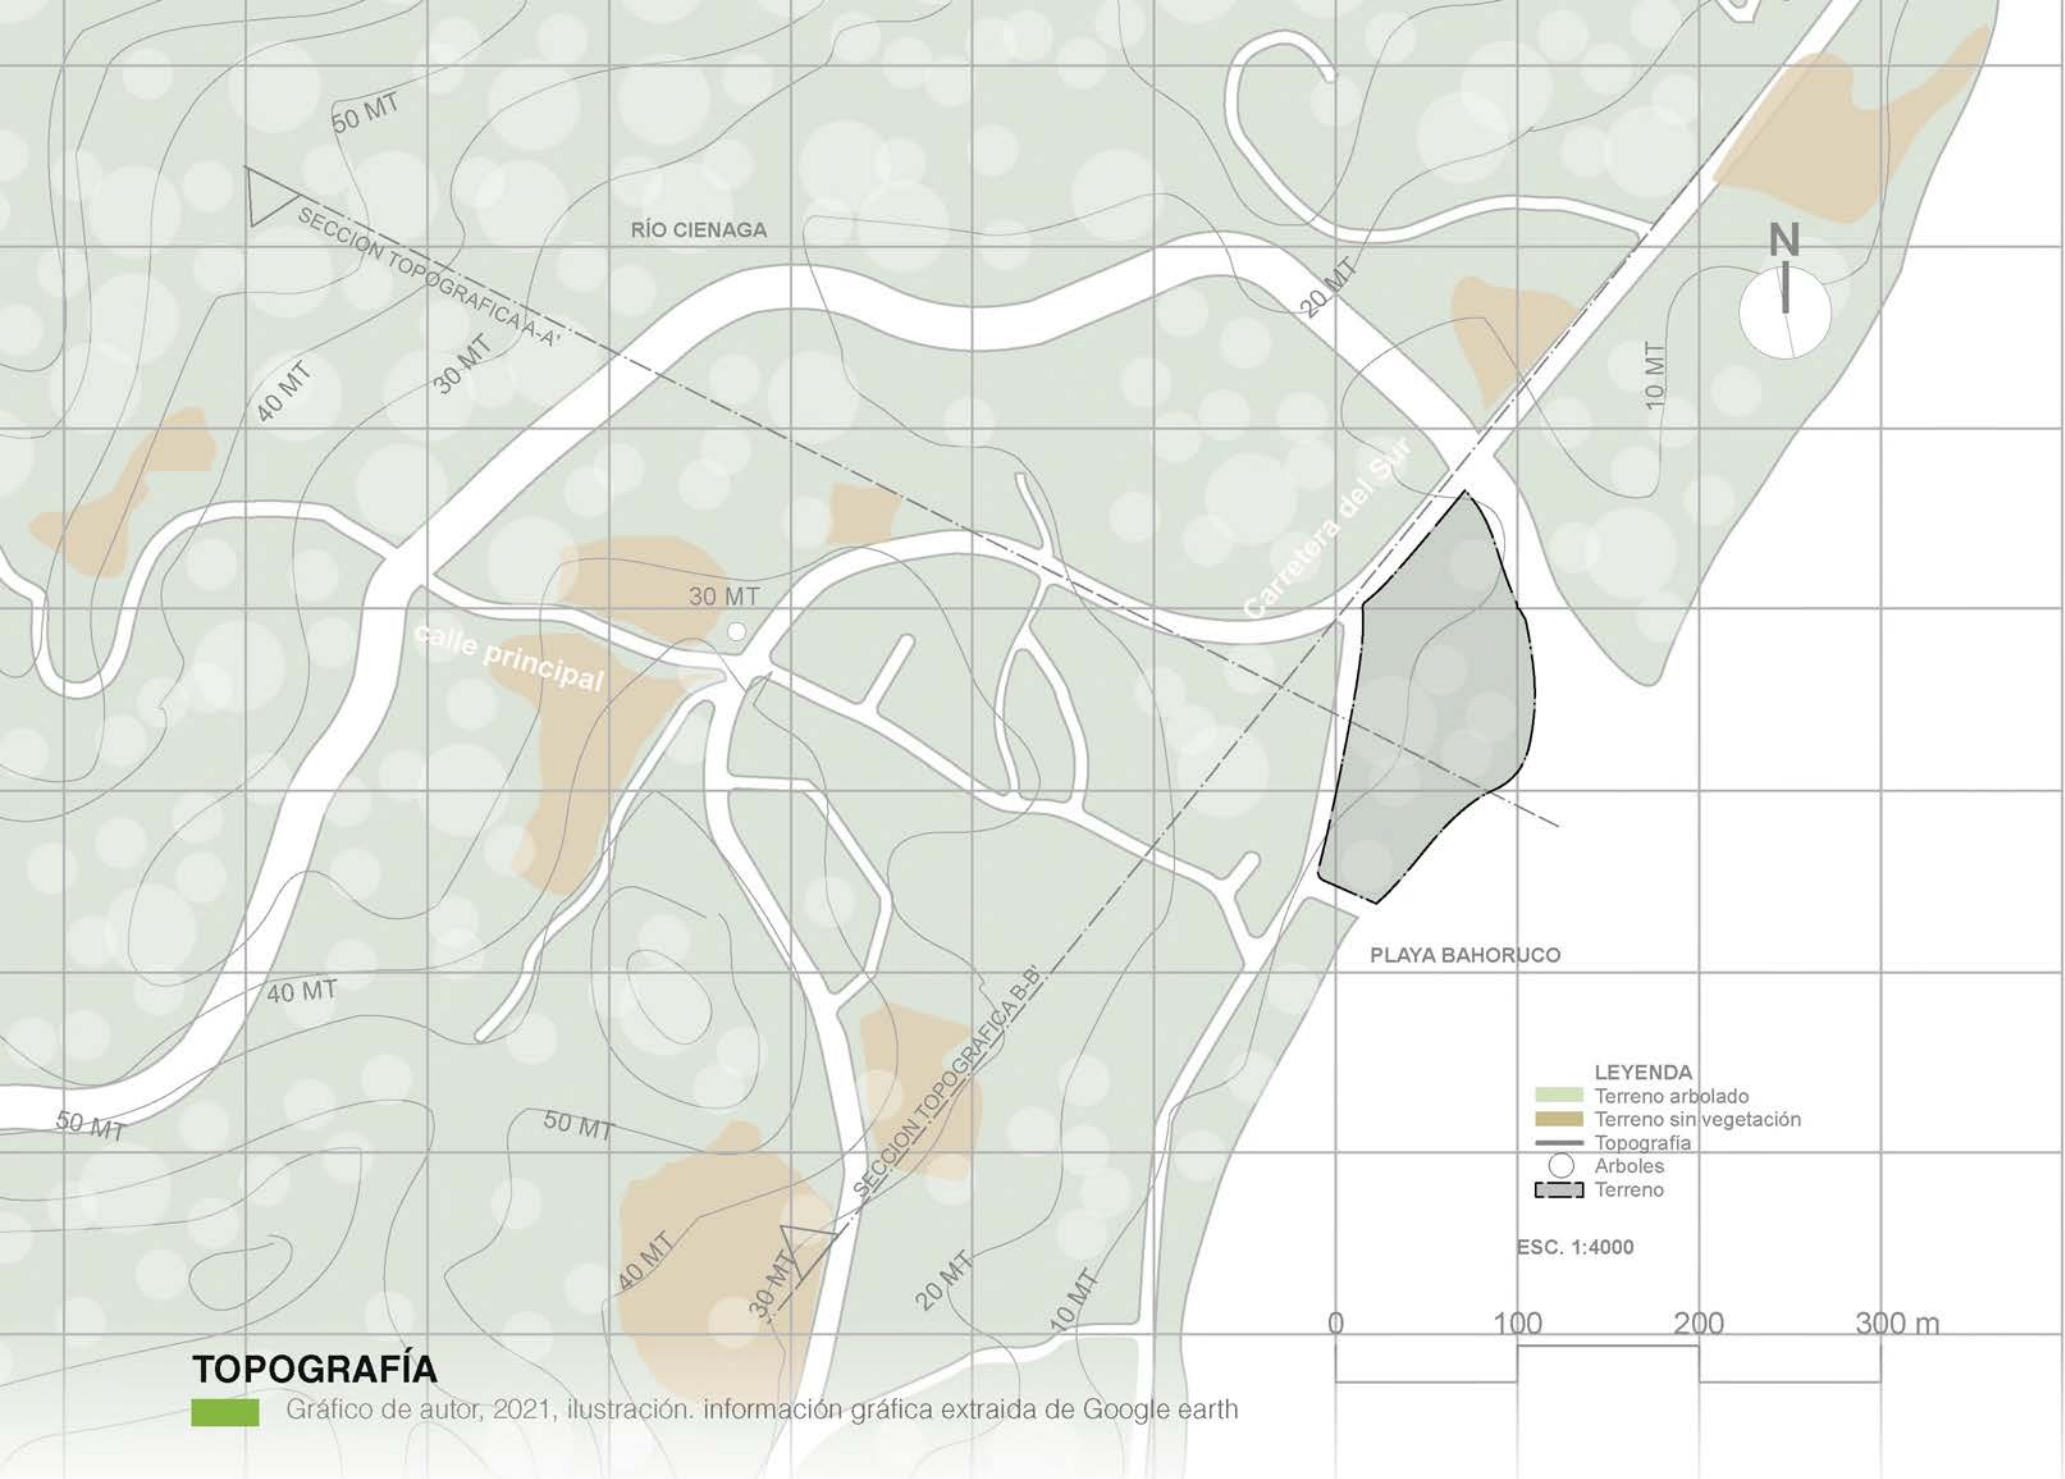 50 MT
SECCION TOPOGRAFICA A-A'
RÍO CIENAGA
N
20 MT
30 MT
40 MT
10 MT
Carretera del Sur
30 MT
calle principal
PLAYA BAHORUCO
40 MT
SECCION TOPOGRAFICA B-B'
50 MT
50 MT
LEYENDA
Terreno arbolado
Terreno sin vegetación
Topografía
Arboles
Terreno
40 MT
30 MT
20 MT
10 MT
ESC. 1:4000
0 100 200 300 m
TOPOGRAFÍA
Gráfico de autor, 2021, ilustración. información gráfica extraida de Google earth